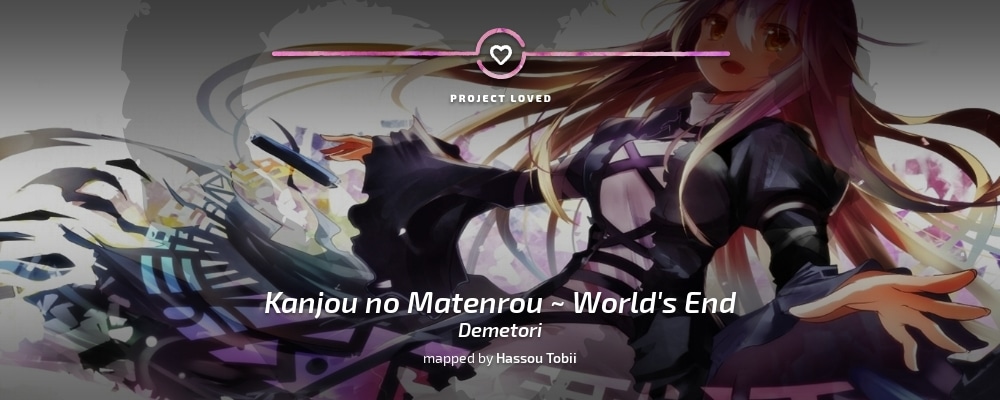 PROJECT LOVED
Kanjou no Matenrou ~ World's End
Demetori
mapped by Hassou Tobii